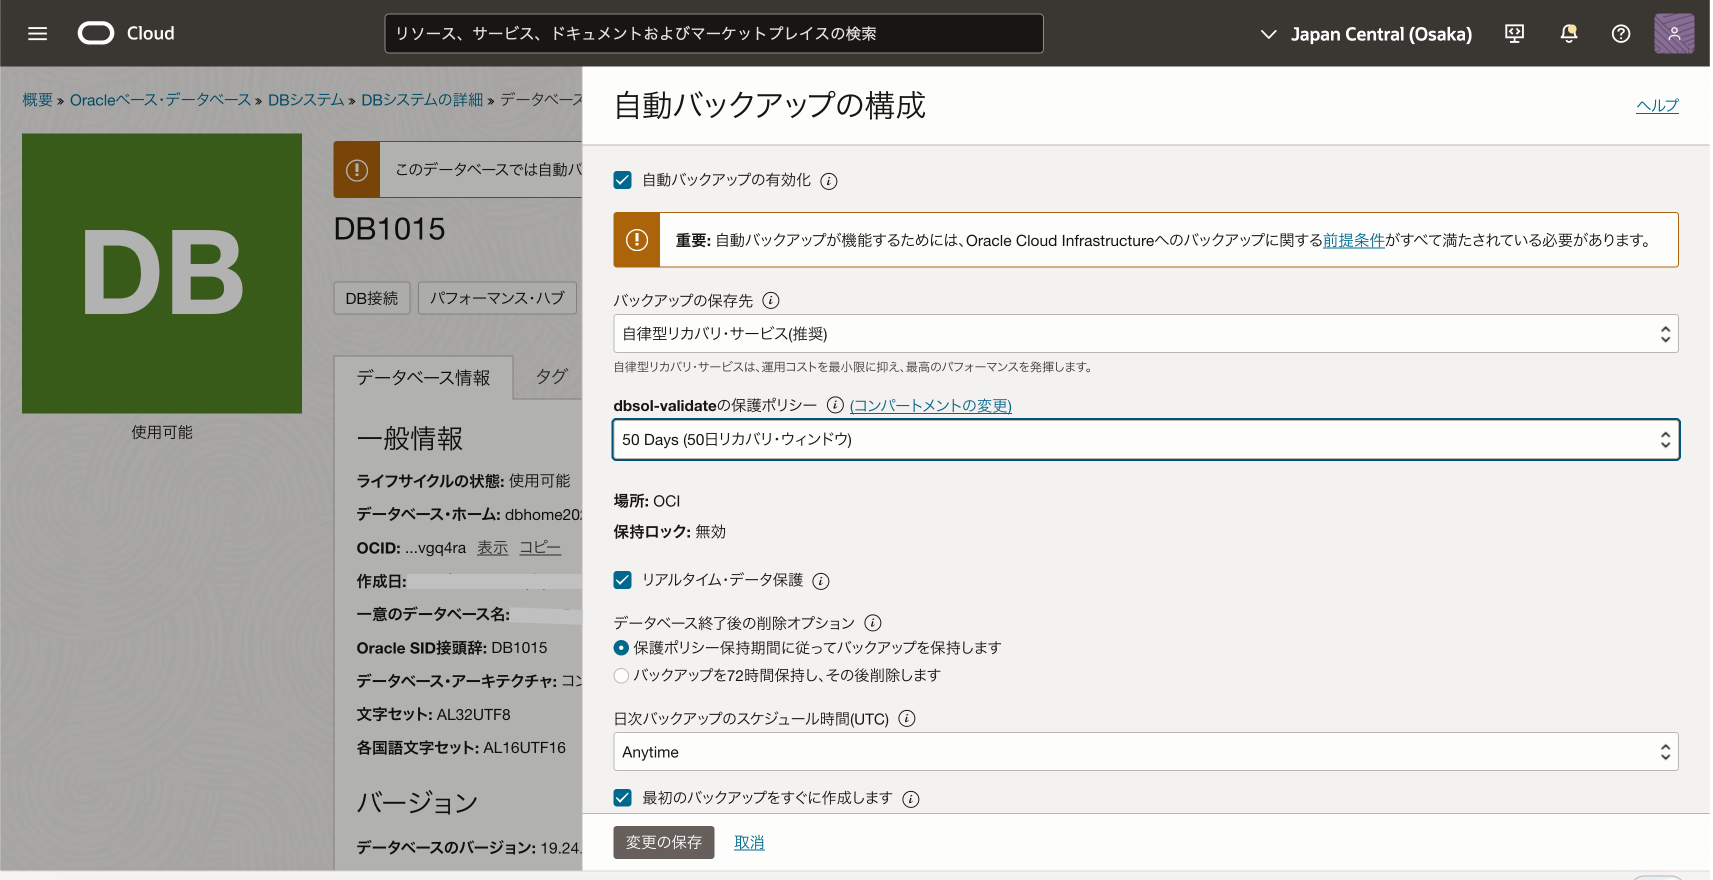 Cloud
リソース、サービス、ドキュメントおよびマーケットプレイスの検索
Japan Central (Osaka)
概要 » Oracleベース・データベース » DBシステム » DBシステムの詳細 » データベース
DB
使用可能
このデータベースでは自動バ
DB1015
DB接続
パフォーマンス・ハブ
データベース情報
タグ
一般情報
ライフサイクルの状態: 使用可能
データベース・ホーム: dbhome20
OCID: ...vgq4ra 表示 コピー
作成日:
一意のデータベース名:
Oracle SID接頭辞: DB1015
データベース・アーキテクチャ: コン
文字セット: AL32UTF8
各国語文字セット: AL16UTF16
バージョン
データベースのバージョン: 19.24.
自動バックアップの構成
ヘルプ
自動バックアップの有効化
重要: 自動バックアップが機能するためには、Oracle Cloud Infrastructureへのバックアップに関する前提条件がすべて満たされている必要があります。
バックアップの保存先
自律型リカバリ・サービス(推奨)
自律型リカバリ・サービスは、運用コストを最小限に抑え、最高のパフォーマンスを発揮します。
dbsol-validateの保護ポリシー (コンパートメントの変更)
50 Days (50日リカバリ・ウィンドウ)
場所: OCI
保持ロック: 無効
リアルタイム・データ保護
データベース終了後の削除オプション
保護ポリシー保持期間に従ってバックアップを保持します
バックアップを72時間保持し、その後削除します
日次バックアップのスケジュール時間(UTC)
Anytime
最初のバックアップをすぐに作成します
変更の保存
取消